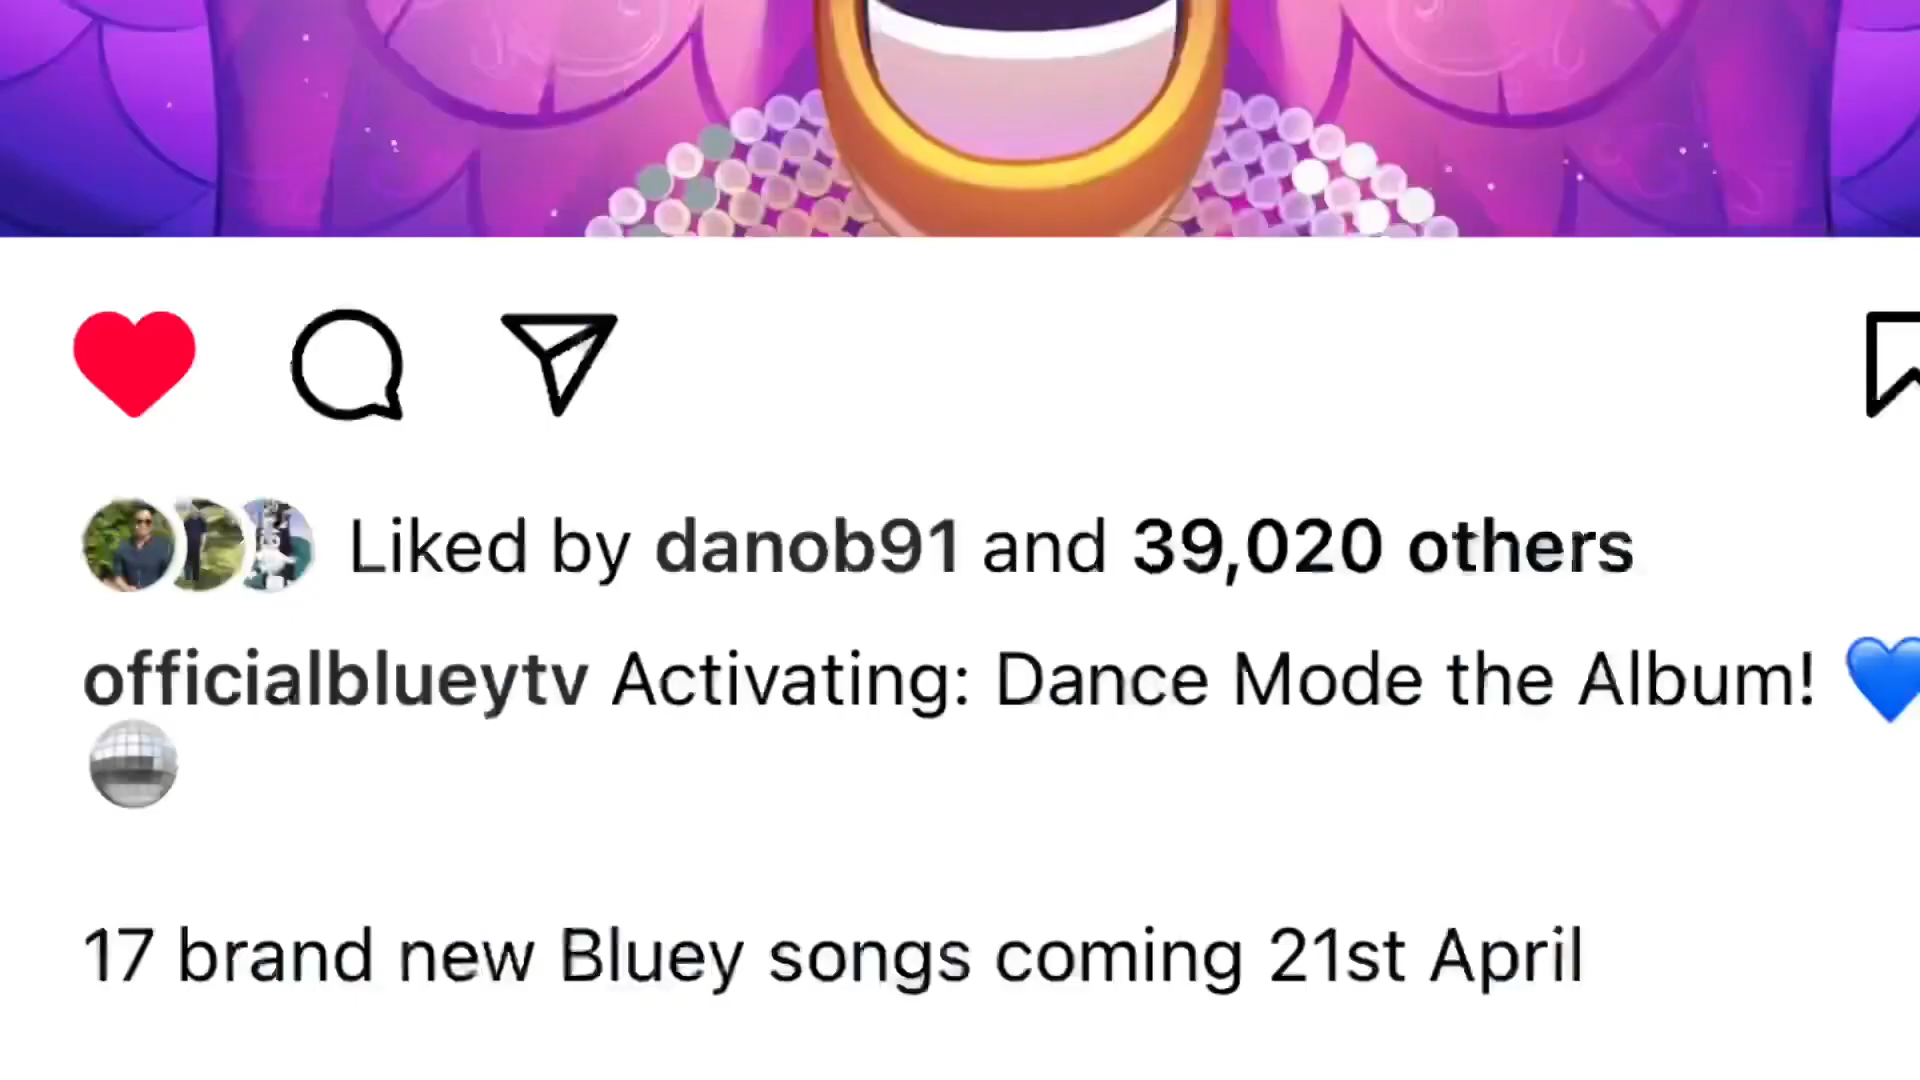 Liked by danob91 and 39,020 others
officialblueytv Activating: Dance Mode the Album! 💙
🪩
17 brand new Bluey songs coming 21st April